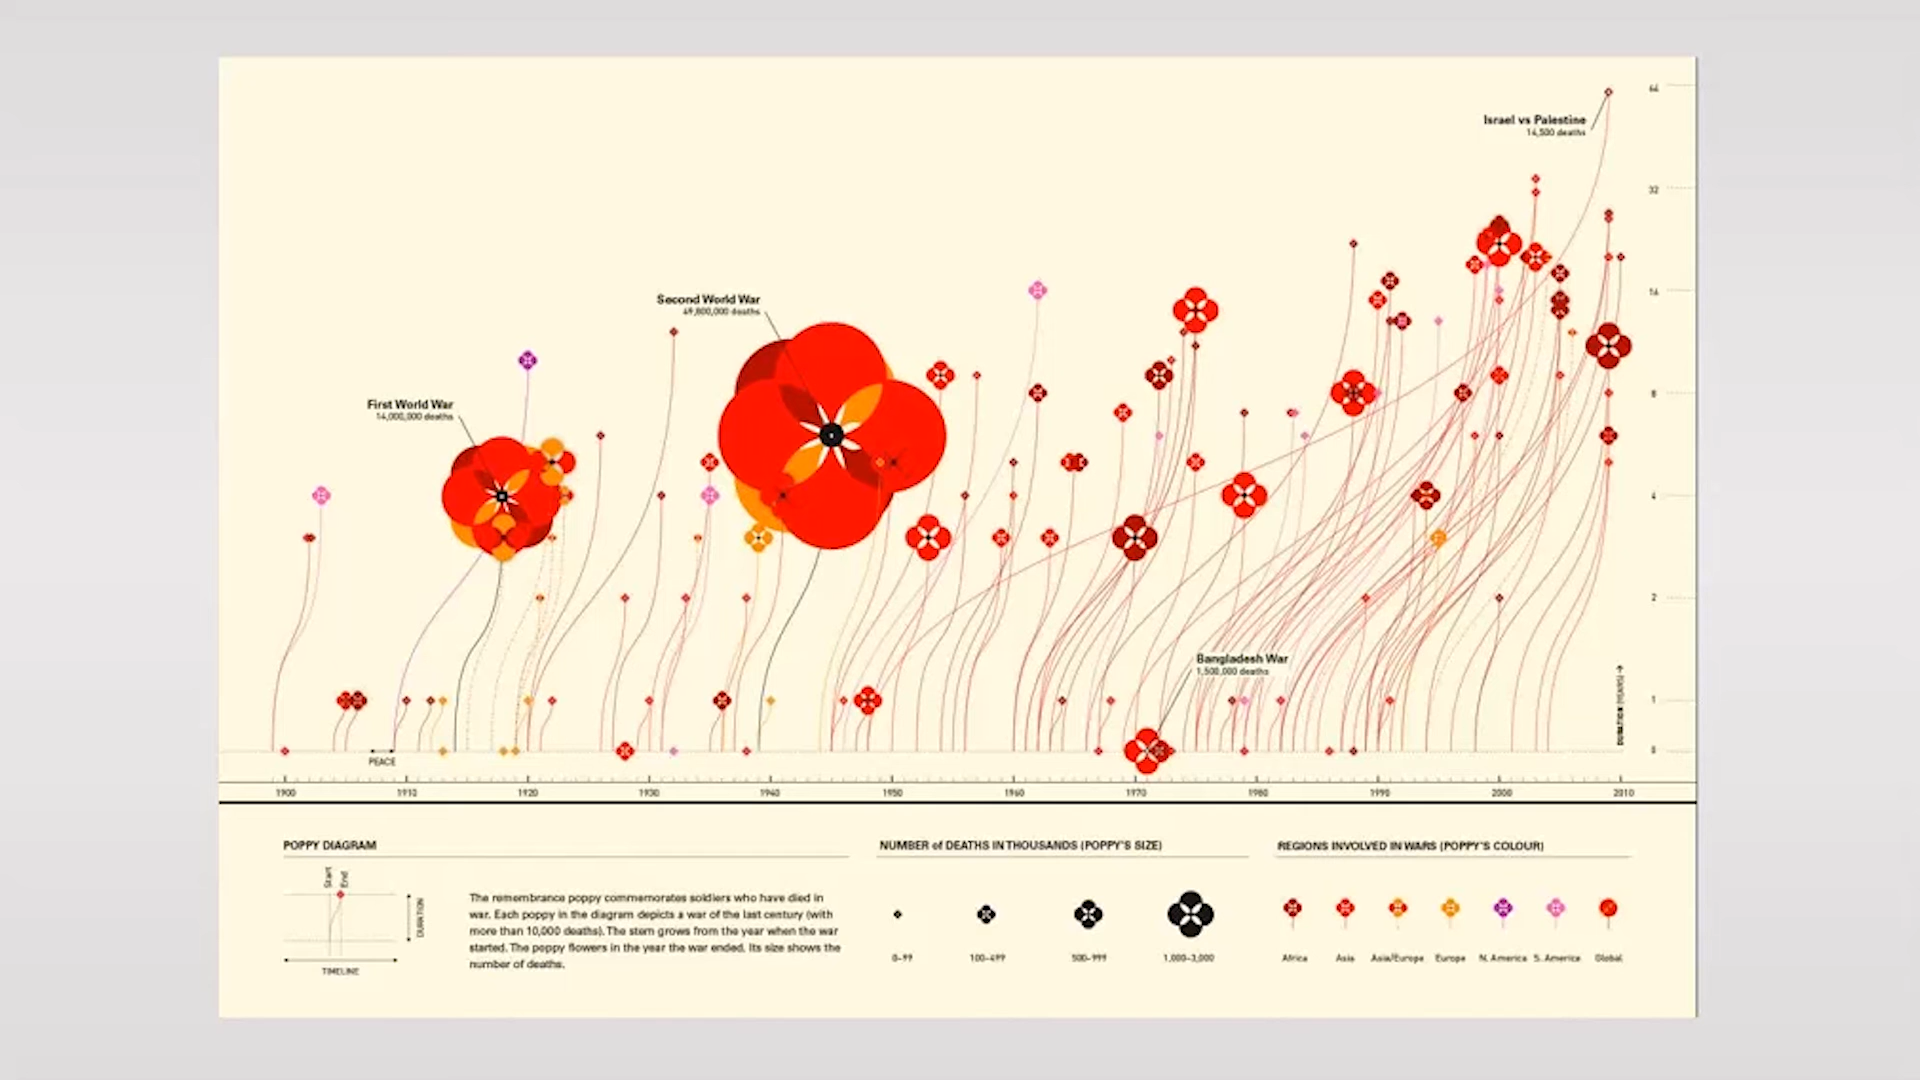 64
Israel vs Palestine
14,500 deaths
32
16
Second World War
49,800,000 deaths
First World War
14,000,000 deaths
8
4
2
Bangladesh War
1,500,000 deaths
DURATION (YEARS)
1
0
PEACE
1900 1910 1920 1930 1940 1950 1960 1970 1980 1990 2000 2010
POPPY DIAGRAM
Start
End
DURATION
TIMELINE
The remembrance poppy commemorates soldiers who have died in
war. Each poppy in the diagram depicts a war of the last century (with
more than 10,000 deaths). The stem grows from the year when the war
started. The poppy flowers in the year the war ended. Its size shows the
number of deaths.
NUMBER of DEATHS IN THOUSANDS (POPPY'S SIZE)
0-99 100-499 500-999 1,000-3,000
REGIONS INVOLVED IN WARS (POPPY'S COLOUR)
Africa Asia Asia/Europe Europe N. America S. America Global